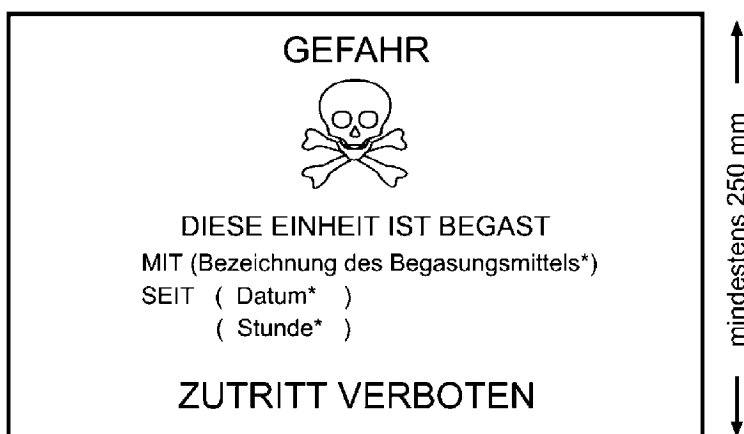 GEFAHR
DIESE EINHEIT IST BEGAST
MIT (Bezeichnung des Begasungsmittels*)
SEIT ( Datum* )
( Stunde* )
ZUTRITT VERBOTEN
mindestens 250 mm